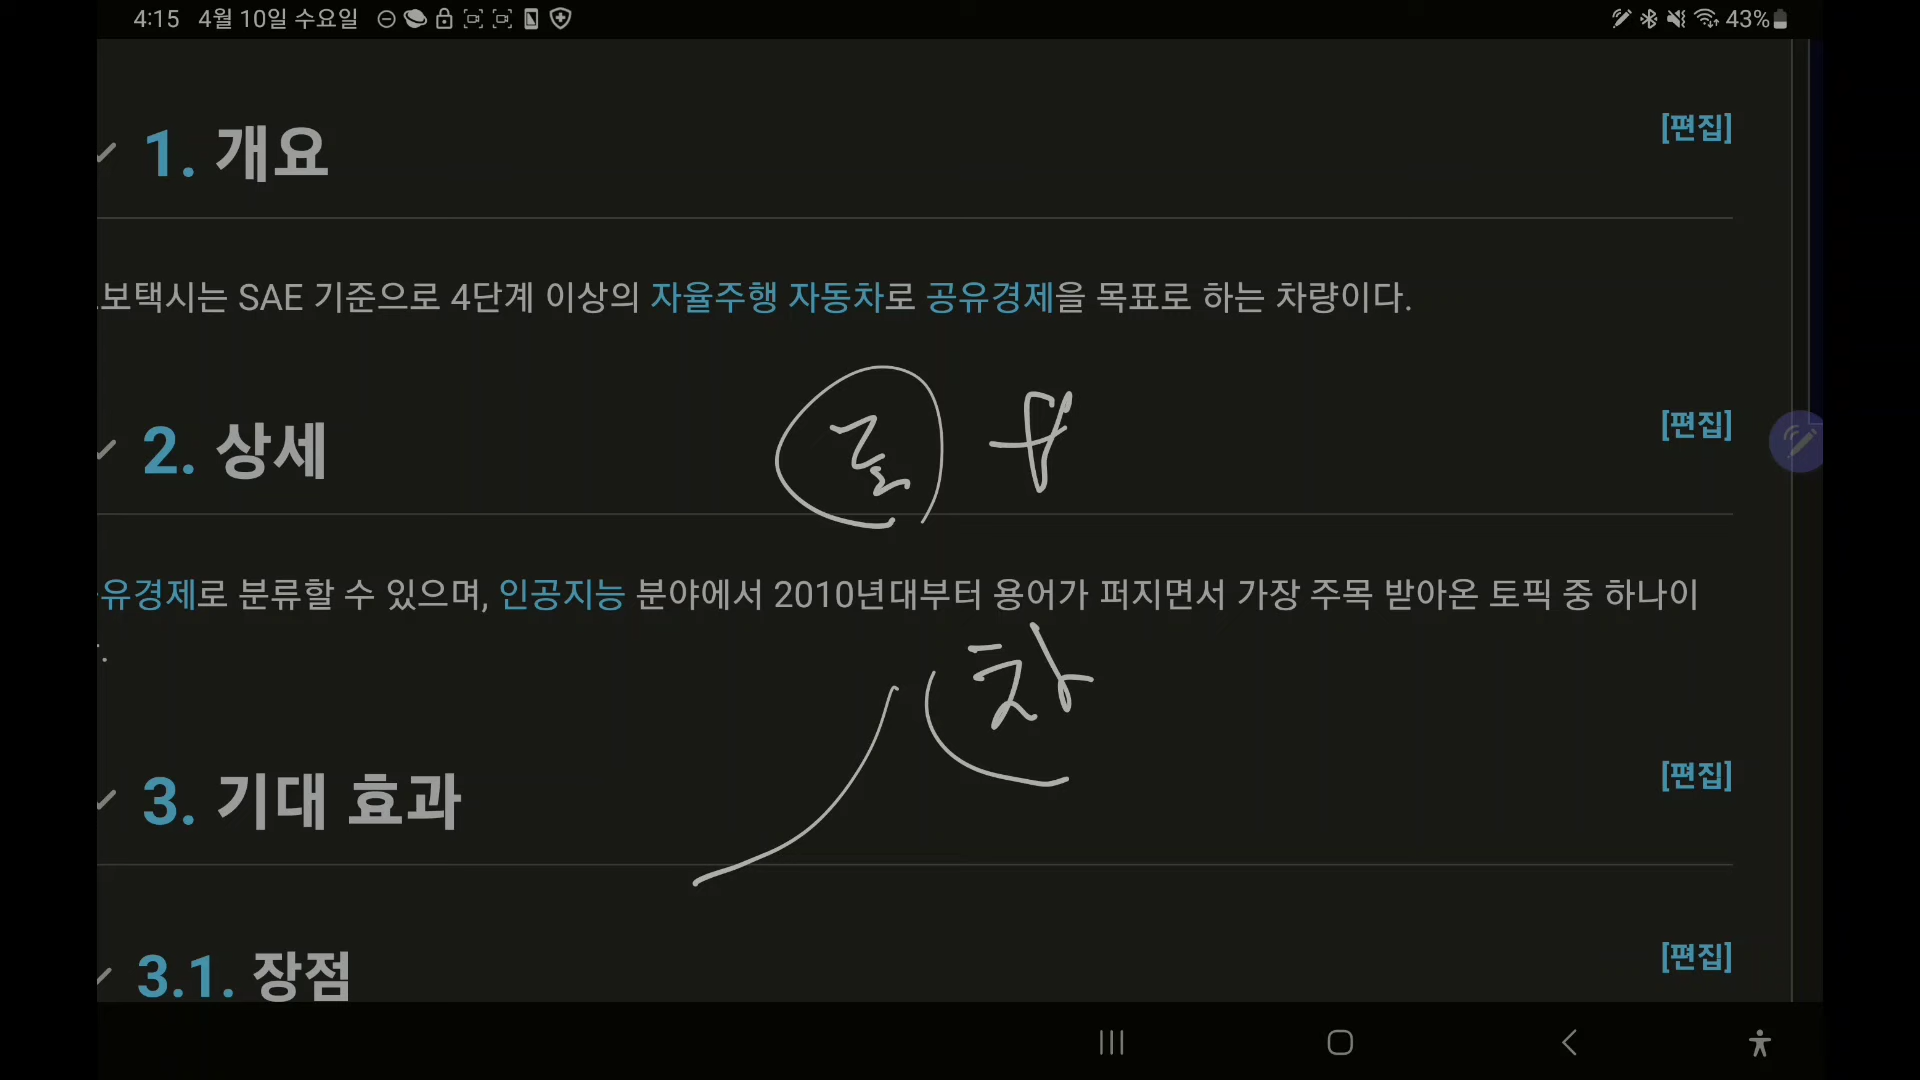 4:15 4월 10일 수요일 43%
1. 개요 [편집]
보택시는 SAE 기준으로 4단계 이상의 자율주행 자동차로 공유경제을 목표로 하는 차량이다.
2. 상세 [편집]
유경제로 분류할 수 있으며, 인공지능 분야에서 2010년대부터 용어가 퍼지면서 가장 주목 받아온 토픽 중 하나이
.
차
3. 기대 효과 [편집]
3.1. 장점 [편집]